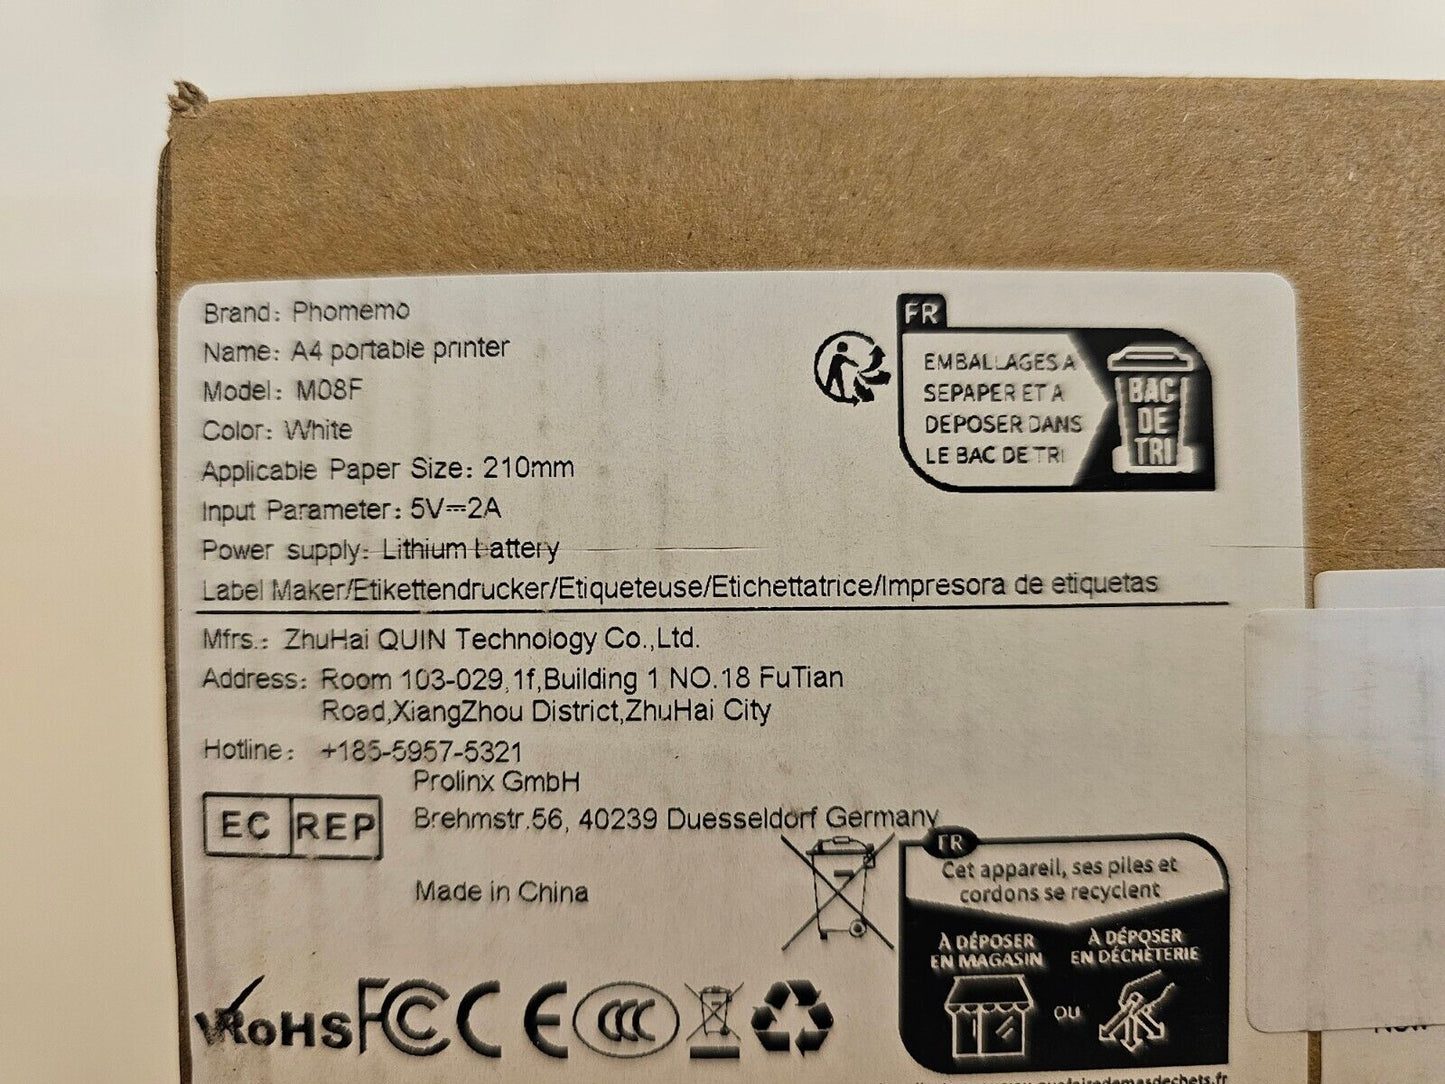 Brand: Phomemo
Name: A4 portable printer
Model: M08F
Color: White
Applicable Paper Size: 210mm
Input Parameter: 5V⎓2A
Power supply: Lithium battery
Label Maker/Etikettendrucker/Etiqueteuse/Etichettatrice/Impresora de etiquetas
FR
EMBALLAGES A
SEPAPER ET A
DEPOSER DANS
LE BAC DE TRI
BAC
DE
TRI
Mfrs.: ZhuHai QUIN Technology Co.,Ltd.
Address: Room 103-029,1f,Building 1 NO.18 FuTian
Road,XiangZhou District,ZhuHai City
Hotline: +185-5957-5321
Prolinx GmbH
EC REP
Brehmstr.56, 40239 Duesseldorf Germany
Made in China
FR
Cet appareil, ses piles et
cordons se recyclent
À DÉPOSER
EN MAGASIN
OU
À DÉPOSER
EN DÉCHÈTERIE
RoHS FC CE CCC